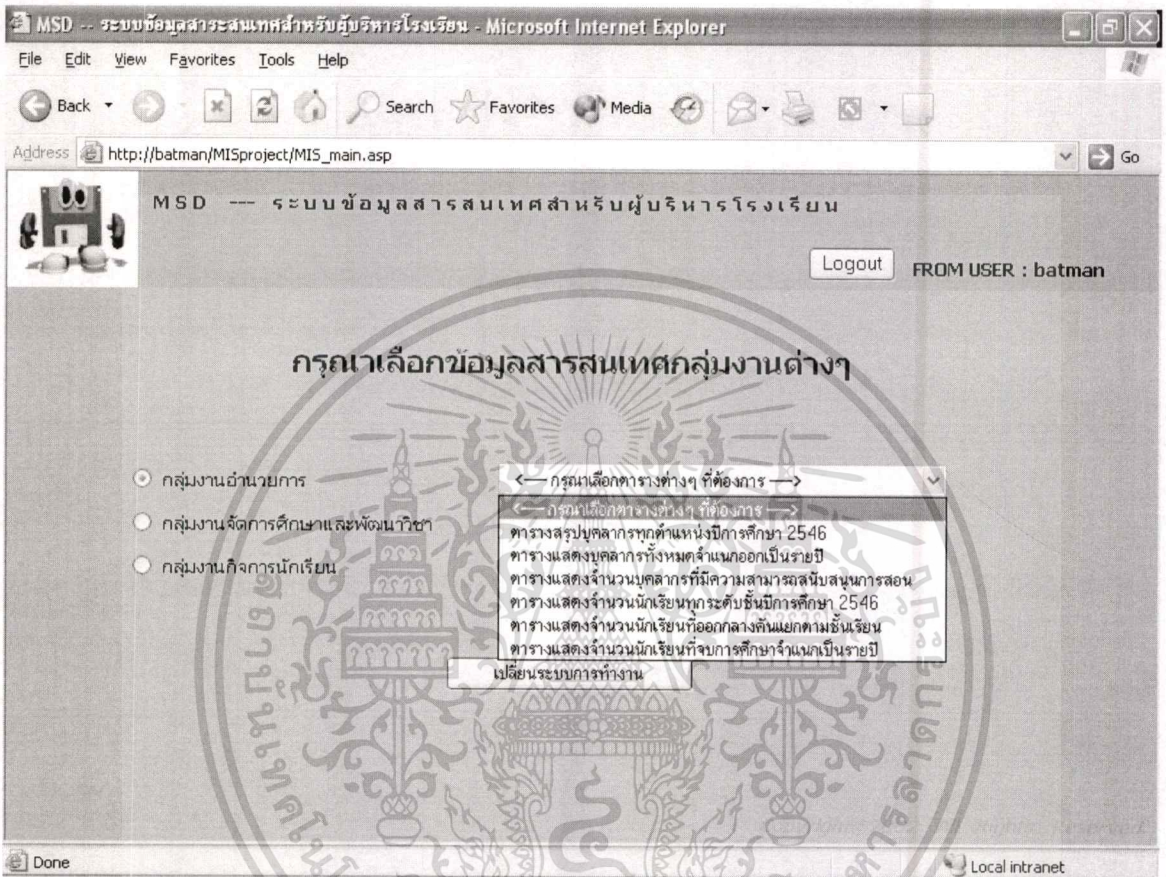 MSD -- ระบบข้อมูลสาระสนเทศสำหรับผู้บริหารโรงเรียน - Microsoft Internet Explorer
File Edit View Favorites Tools Help
Back Search Favorites Media
Address http://batman/MISproject/MIS_main.asp Go
MSD --- ระบบข้อมูลสารสนเทศสำหรับผู้บริหารโรงเรียน
Logout FROM USER : batman
กรุณาเลือกข้อมูลสารสนเทศกลุ่มงานต่างๆ
กลุ่มงานอำนายการ <--- กรุณาเลือกตารางต่างๆ ที่ต้องการ --->
<--- กรุณาเลือกตารางต่างๆ ที่ต้องการ --->
กลุ่มงานจัดการศึกษาและพัฒนาวิชา ตารางสรุปบุคลากรทุกตำแหน่งปีการศึกษา 2546
ตารางแสดงบุคลากรทั้งหมดจำแนกออกเป็นรายปี
กลุ่มงานกิจการนักเรียน ตารางแสดงจำนวนบุคลากรที่มีความสามารถสนับสนุนการสอน
ตารางแสดงจำนวนนักเรียนทุกระดับชั้นปีการศึกษา 2546
ตารางแสดงจำนวนนักเรียนที่ออกกลางคันแยกตามชั้นเรียน
ตารางแสดงจำนวนนักเรียนที่จบการศึกษาจำแนกเป็นรายปี
เปลี่ยนระบบการทำงาน
Done Local intranet